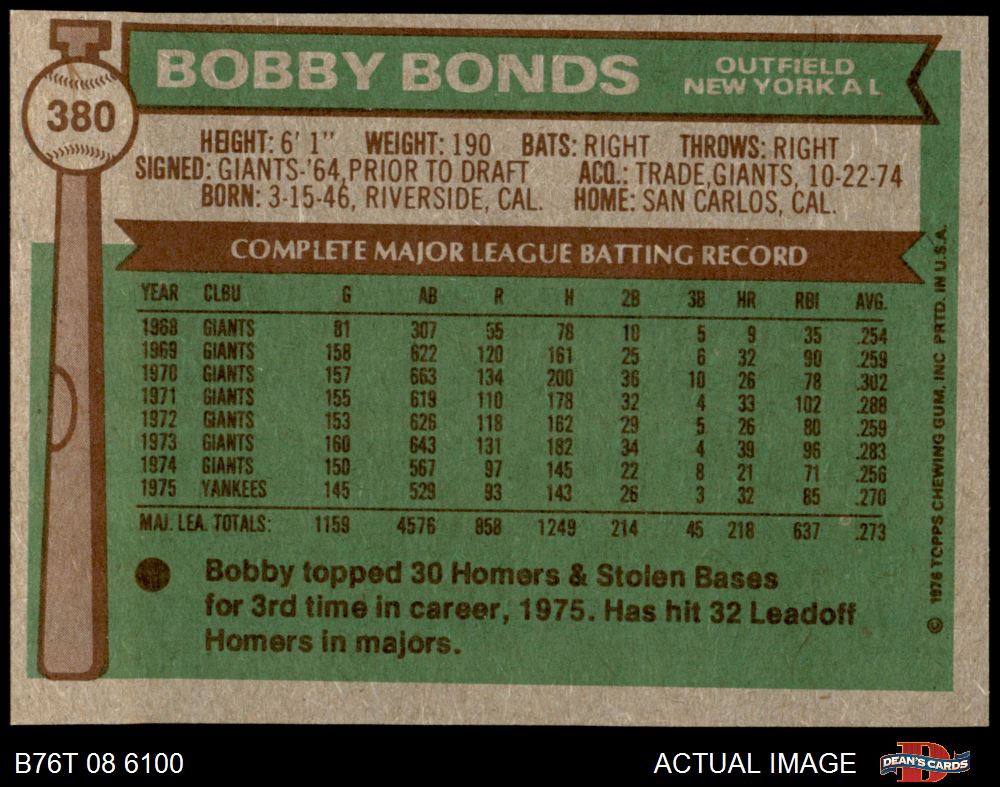 BOBBY BONDS
OUTFIELD
NEW YORK A L
380
HEIGHT: 6' 1" WEIGHT: 190 BATS: RIGHT THROWS: RIGHT
SIGNED: GIANTS-'64, PRIOR TO DRAFT ACQ.: TRADE, GIANTS, 10-22-74
BORN: 3-15-46, RIVERSIDE, CAL. HOME: SAN CARLOS, CAL.
COMPLETE MAJOR LEAGUE BATTING RECORD
YEAR CLBU G AB R H 2B 3B HR RBI AVG.
1968 GIANTS 81 307 55 78 10 5 9 35 .254
1969 GIANTS 158 622 120 161 25 6 32 90 .259
1970 GIANTS 157 663 134 200 36 10 26 78 .302
1971 GIANTS 155 619 110 178 32 4 33 102 .288
1972 GIANTS 153 626 118 162 29 5 26 80 .259
1973 GIANTS 160 643 131 182 34 4 39 96 .283
1974 GIANTS 150 567 97 145 22 8 21 71 .256
1975 YANKEES 145 529 93 143 26 3 32 85 .270
MAJ. LEA. TOTALS: 1159 4576 858 1249 214 45 218 637 .273
Bobby topped 30 Homers & Stolen Bases
for 3rd time in career, 1975. Has hit 32 Leadoff
Homers in majors.
© 1976 TOPPS CHEWING GUM, INC PRTD. IN U.S.A.
B76T 08 6100
ACTUAL IMAGE
DEAN'S CARDS